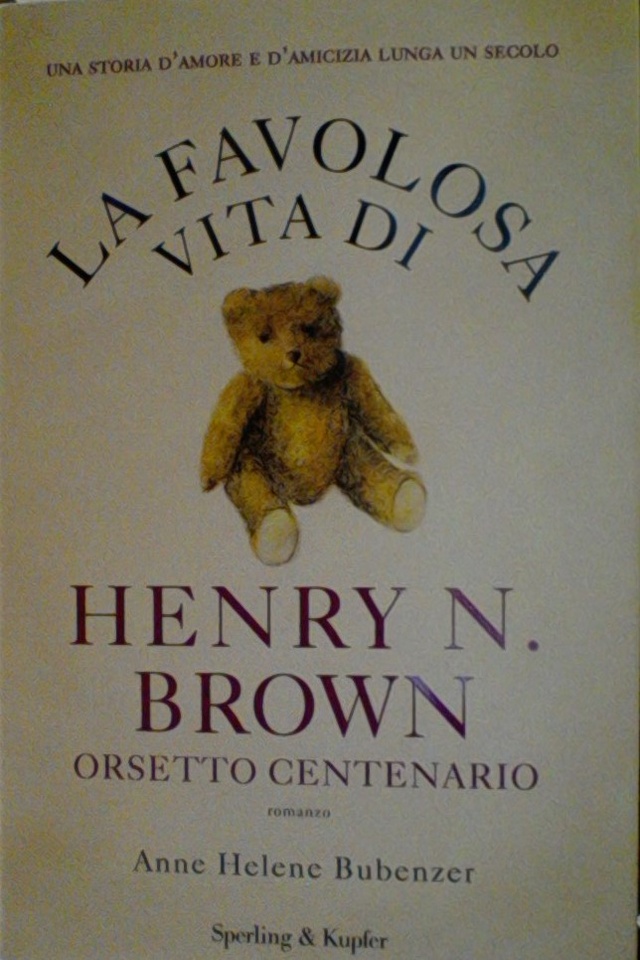 UNA STORIA D'AMORE E D'AMICIZIA LUNGA UN SECOLO
LA FAVOLOSA
VITA DI
HENRY N.
BROWN
ORSETTO CENTENARIO
romanzo
Anne Helene Bubenzer
Sperling & Kupfer